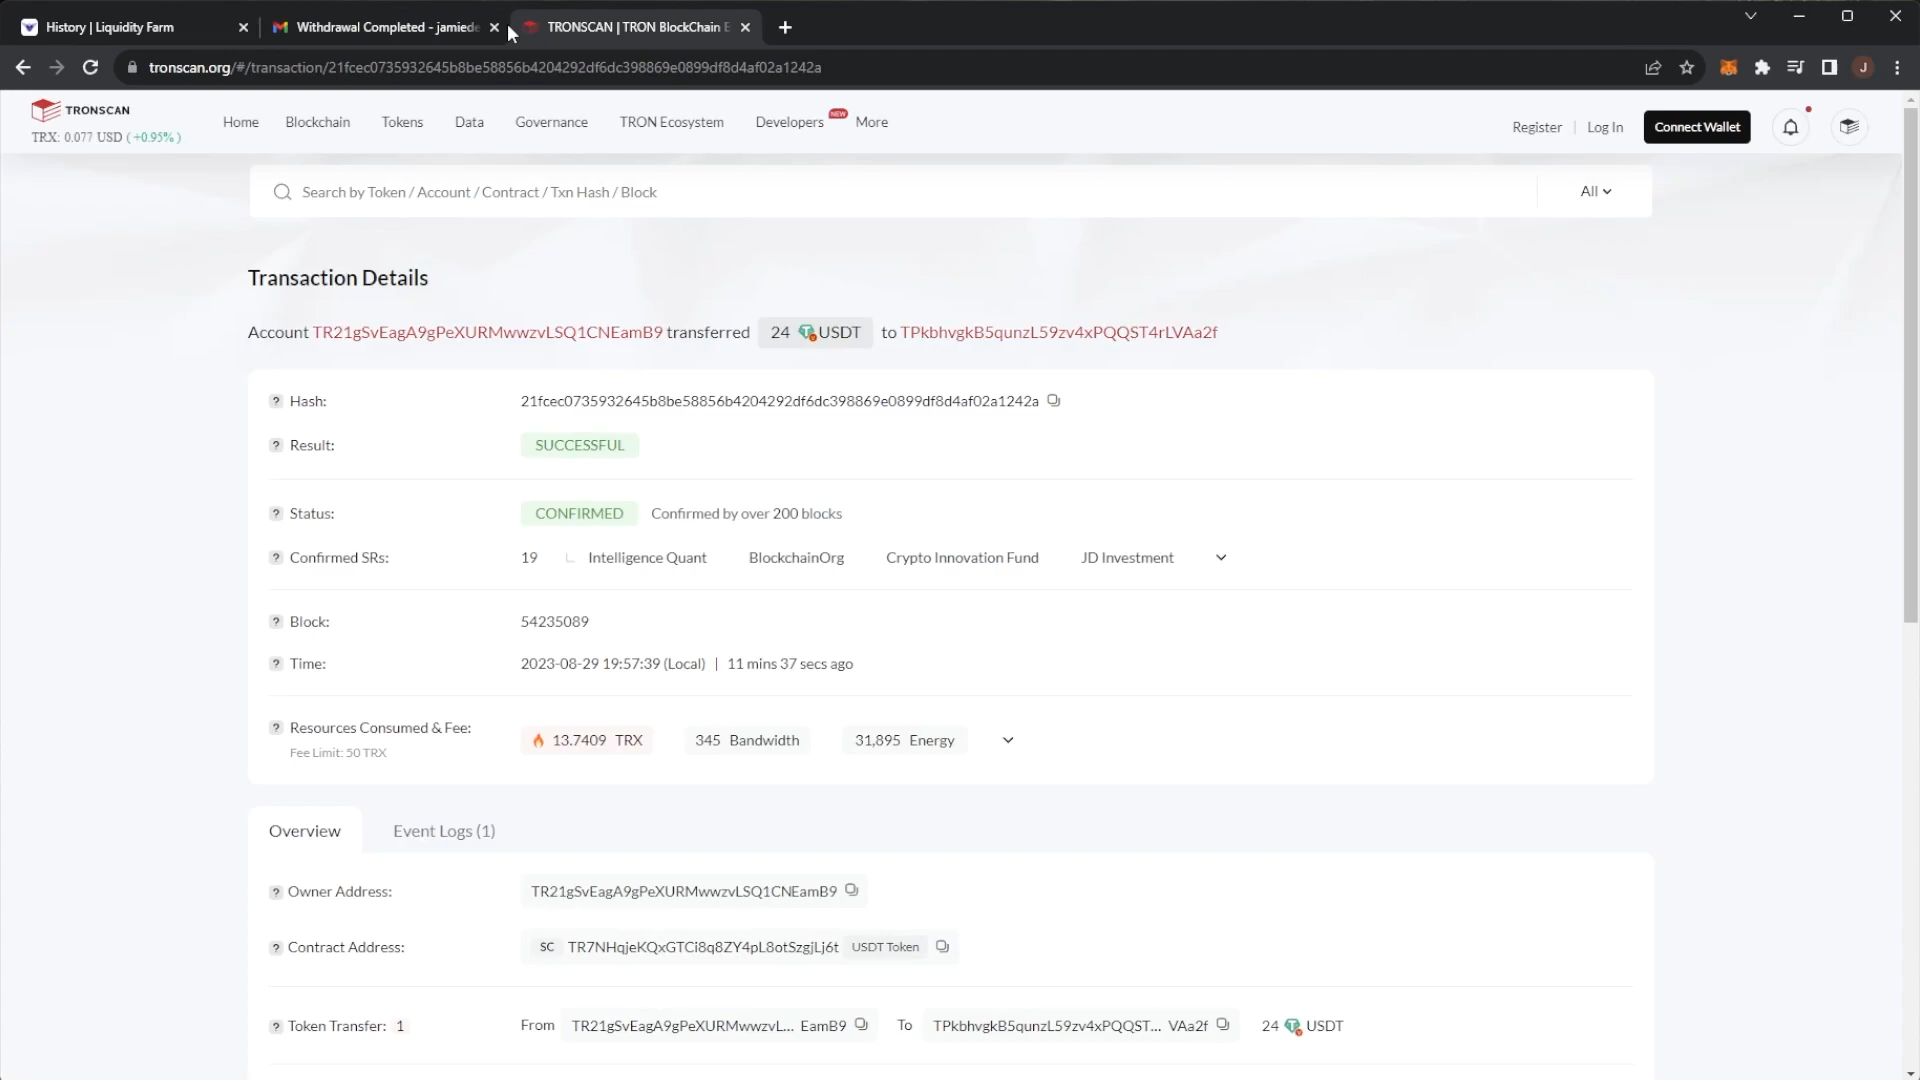 History | Liquidity Farm
Withdrawal Completed - jamiede
TRONSCAN | TRON BlockChain E
tronscan.org/#/transaction/21fcec0735932645b8be58856b4204292df6dc398869e0899df8d4af02a1242a
J
TRONSCAN
TRX: 0.077 USD ( +0.95% )
Home
Blockchain
Tokens
Data
Governance
TRON Ecosystem
Developers
NEW
More
Register
Log In
Connect Wallet
Search by Token / Account / Contract / Txn Hash / Block
All
Transaction Details
Account TR21gSvEagA9gPeXURMwwzvLSQ1CNEamB9 transferred 24 USDT to TPkbhvgkB5qunzL59zv4xPQQST4rLVAa2f
? Hash: 21fcec0735932645b8be58856b4204292df6dc398869e0899df8d4af02a1242a
? Result: SUCCESSFUL
? Status: CONFIRMED Confirmed by over 200 blocks
? Confirmed SRs: 19 Intelligence Quant BlockchainOrg Crypto Innovation Fund JD Investment
? Block: 54235089
? Time: 2023-08-29 19:57:39 (Local) | 11 mins 37 secs ago
? Resources Consumed & Fee: 13.7409 TRX 345 Bandwidth 31,895 Energy
Fee Limit: 50 TRX
Overview
Event Logs (1)
? Owner Address: TR21gSvEagA9gPeXURMwwzvLSQ1CNEamB9
? Contract Address: SC TR7NHqjeKQxGTCi8q8ZY4pL8otSzgjLj6t USDT Token
? Token Transfer: 1 From TR21gSvEagA9gPeXURMwwzvL... EamB9 To TPkbhvgkB5qunzL59zv4xPQQST... VAa2f 24 USDT